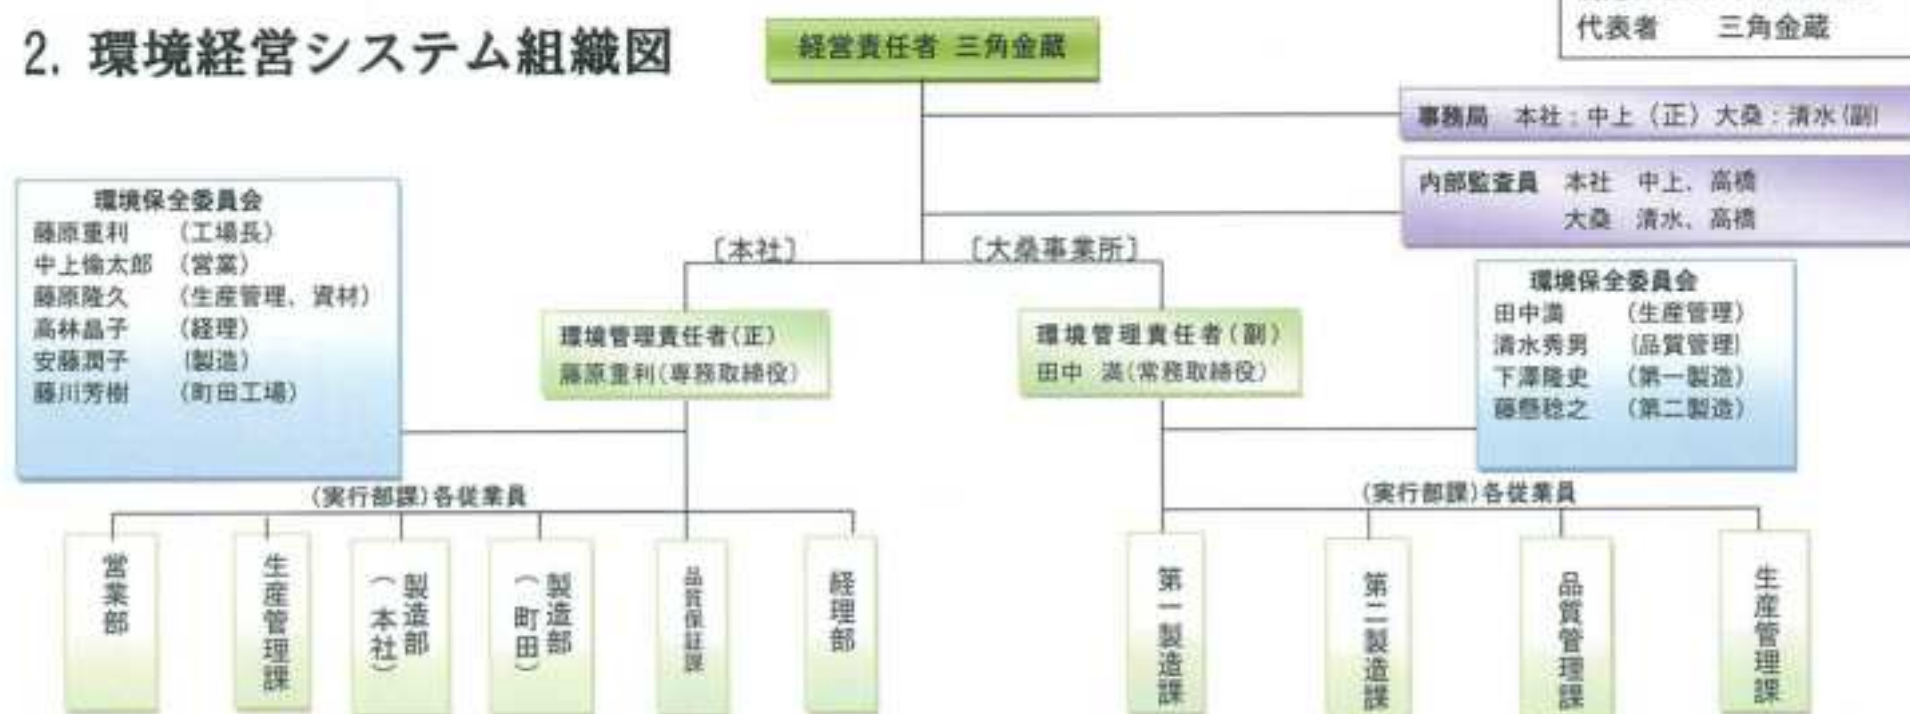 2. 環境経営システム組織図
経営責任者 三角金蔵
代表者 三角金蔵
事務局 本社:中上(正)大桑:清水(副)
内部監査員 本社 中上、高橋
大桑 清水、高橋
環境保全委員会
藤原重利 (工場長)
中上倫太郎 (営業)
藤原隆久 (生産管理、資材)
高林晶子 (経理)
安藤潤子 (製造)
藤川芳樹 (町田工場)
〔本社〕
〔大桑事業所〕
環境管理責任者(正)
藤原重利(専務取締役)
環境管理責任者(副)
田中 満(常務取締役)
環境保全委員会
田中満 (生産管理)
清水秀男 (品質管理)
下澤隆史 (第一製造)
藤懸稔之 (第二製造)
(実行部課)各従業員
営業部
生産管理課
製造部
(本社)
製造部
(町田)
品質保証課
経理部
(実行部課)各従業員
第一製造課
第二製造課
品質管理課
生産管理課